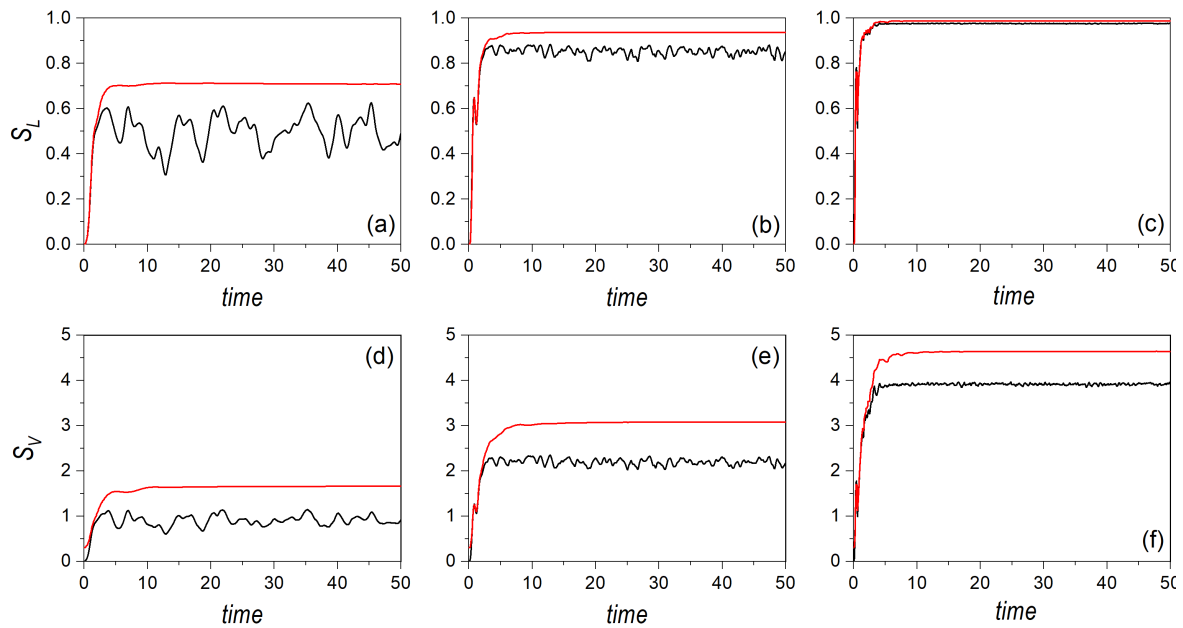 1.0 1.0 1.0
0.8 0.8 0.8
0.6 0.6 0.6
S_L
0.4 0.4 0.4
0.2 0.2 0.2
(a) (b) (c)
0.0 0.0 0.0
0 10 20 30 40 50 0 10 20 30 40 50 0 10 20 30 40 50
time time time
5 5 5
(d) (e)
4 4 4
3 3 3
S_V
2 2 2
1 1 1
(f)
0 0 0
0 10 20 30 40 50 0 10 20 30 40 50 0 10 20 30 40 50
time time time